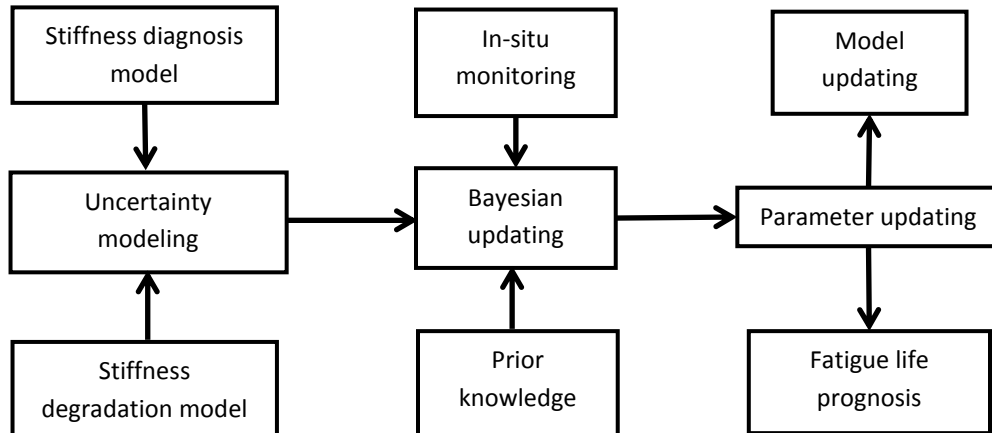 Stiffness diagnosis
model
In-situ
monitoring
Model
updating
Uncertainty
modeling
Bayesian
updating
Parameter updating
Stiffness
degradation model
Prior
knowledge
Fatigue life
prognosis